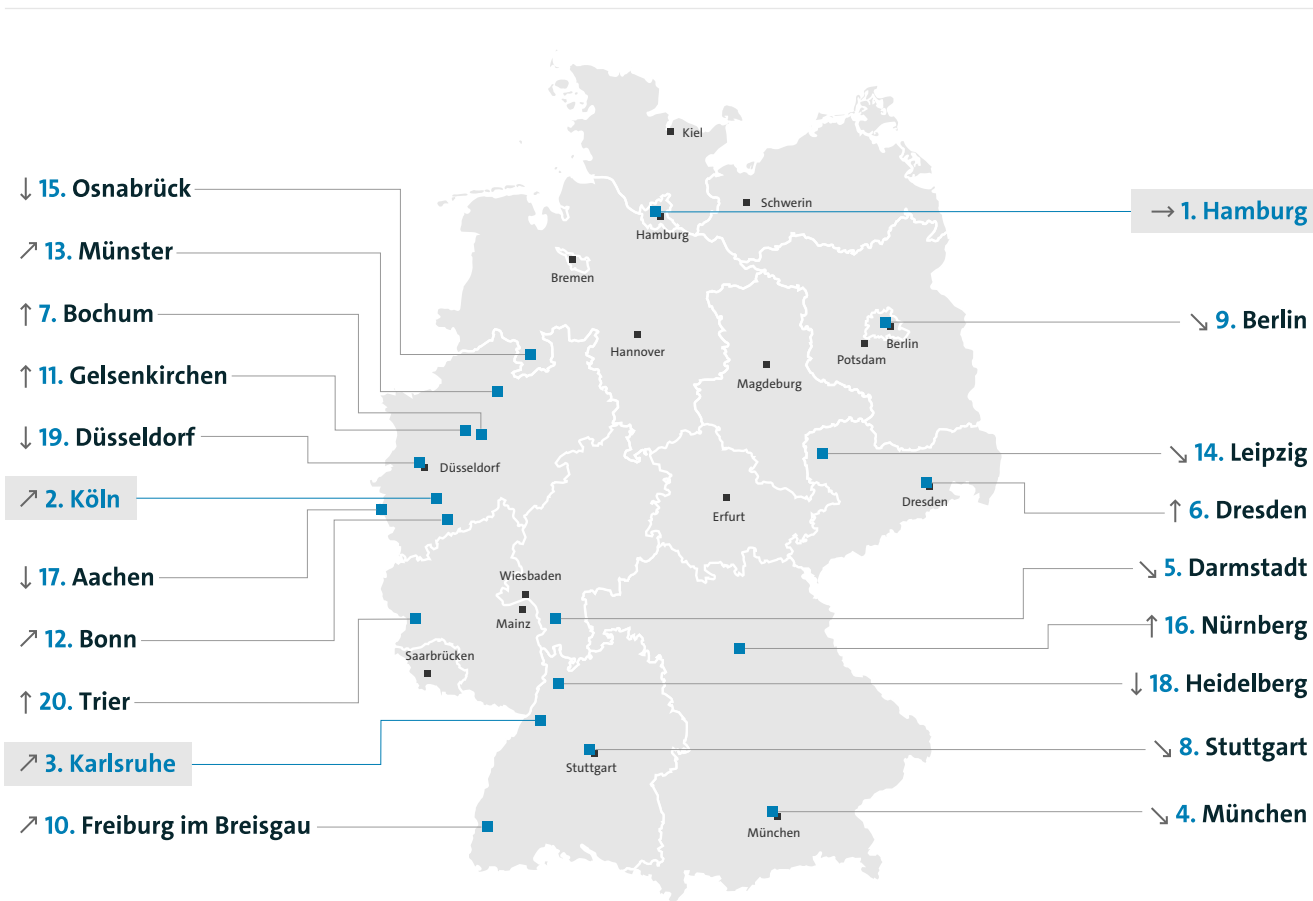 ↓ 15. Osnabrück
↗ 13. Münster
↑ 7. Bochum
↑ 11. Gelsenkirchen
↓ 19. Düsseldorf
↗ 2. Köln
↓ 17. Aachen
↗ 12. Bonn
↑ 20. Trier
↗ 3. Karlsruhe
↗ 10. Freiburg im Breisgau
Kiel
Schwerin
Hamburg
Bremen
Hannover
Berlin
Potsdam
Magdeburg
Düsseldorf
Dresden
Erfurt
Wiesbaden
Mainz
Saarbrücken
Stuttgart
München
→ 1. Hamburg
↘ 9. Berlin
↘ 14. Leipzig
↑ 6. Dresden
↘ 5. Darmstadt
↑ 16. Nürnberg
↓ 18. Heidelberg
↘ 8. Stuttgart
↘ 4. München